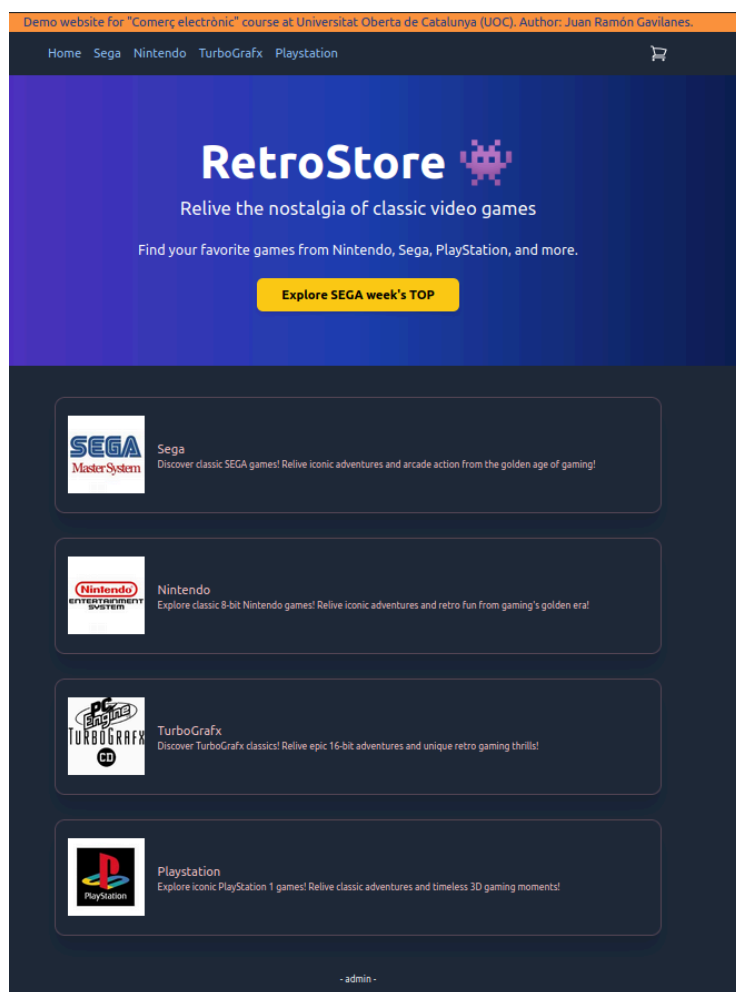 Demo website for "Comerç electrònic" course at Universitat Oberta de Catalunya (UOC). Author: Juan Ramón Gavilanes.
Home Sega Nintendo TurboGrafx Playstation
RetroStore
Relive the nostalgia of classic video games
Find your favorite games from Nintendo, Sega, PlayStation, and more.
Explore SEGA week's TOP
SEGA
Master System
Sega
Discover classic SEGA games! Relive iconic adventures and arcade action from the golden age of gaming!
Nintendo
ENTERTAINMENT
SYSTEM
Nintendo
Explore classic 8-bit Nintendo games! Relive iconic adventures and retro fun from gaming's golden era!
PC
Engine
TURBOGRAFX
CD
TurboGrafx
Discover TurboGrafx classics! Relive epic 16-bit adventures and unique retro gaming thrills!
PlayStation
Playstation
Explore iconic PlayStation 1 games! Relive classic adventures and timeless 3D gaming moments!
- admin -